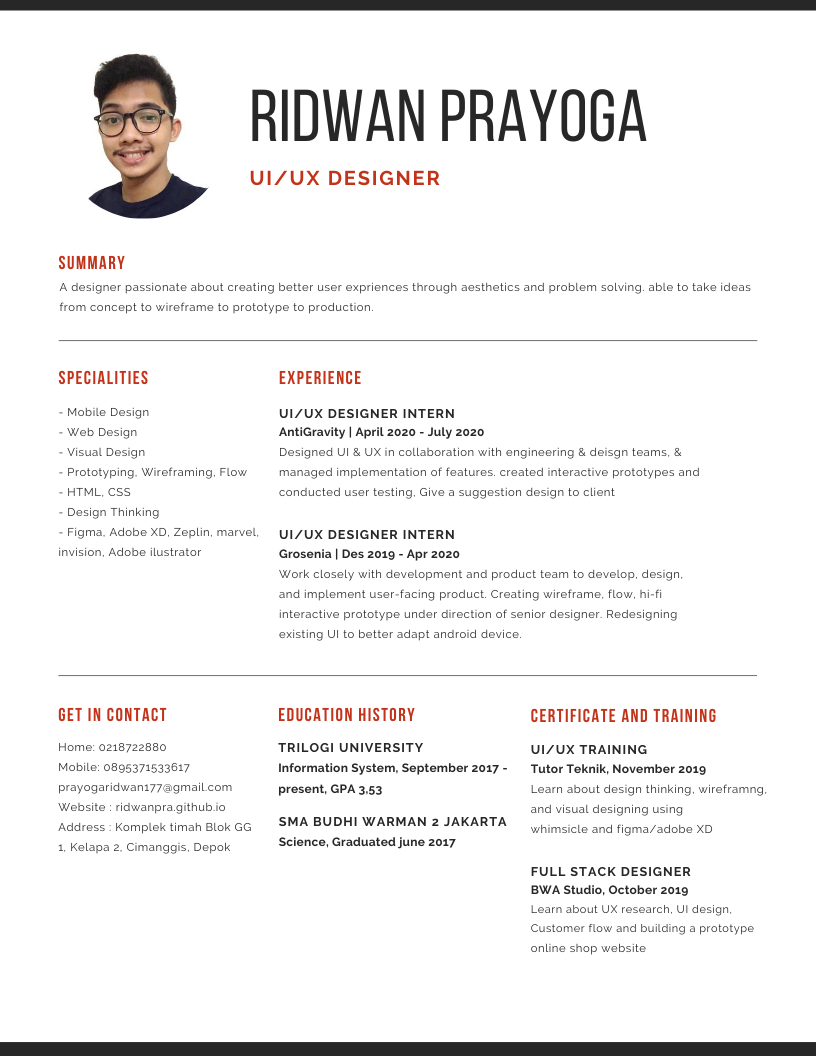 RIDWAN PRAYOGA
UI/UX DESIGNER
SUMMARY
A designer passionate about creating better user expriences through aesthetics and problem solving. able to take ideas
from concept to wireframe to prototype to production.
SPECIALITIES
- Mobile Design
- Web Design
- Visual Design
- Prototyping, Wireframing, Flow
- HTML, CSS
- Design Thinking
- Figma, Adobe XD, Zeplin, marvel,
invision, Adobe ilustrator
EXPERIENCE
UI/UX DESIGNER INTERN
AntiGravity | April 2020 - July 2020
Designed UI & UX in collaboration with engineering & deisgn teams, &
managed implementation of features. created interactive prototypes and
conducted user testing, Give a suggestion design to client
UI/UX DESIGNER INTERN
Grosenia | Des 2019 - Apr 2020
Work closely with development and product team to develop, design,
and implement user-facing product. Creating wireframe, flow, hi-fi
interactive prototype under direction of senior designer. Redesigning
existing UI to better adapt android device.
GET IN CONTACT
Home: 0218722880
Mobile: 0895371533617
prayogaridwan177@gmail.com
Website : ridwanpra.github.io
Address : Komplek timah Blok GG
1, Kelapa 2, Cimanggis, Depok
EDUCATION HISTORY
TRILOGI UNIVERSITY
Information System, September 2017 -
present, GPA 3,53
SMA BUDHI WARMAN 2 JAKARTA
Science, Graduated june 2017
CERTIFICATE AND TRAINING
UI/UX TRAINING
Tutor Teknik, November 2019
Learn about design thinking, wireframng,
and visual designing using
whimsicle and figma/adobe XD
FULL STACK DESIGNER
BWA Studio, October 2019
Learn about UX research, UI design,
Customer flow and building a prototype
online shop website